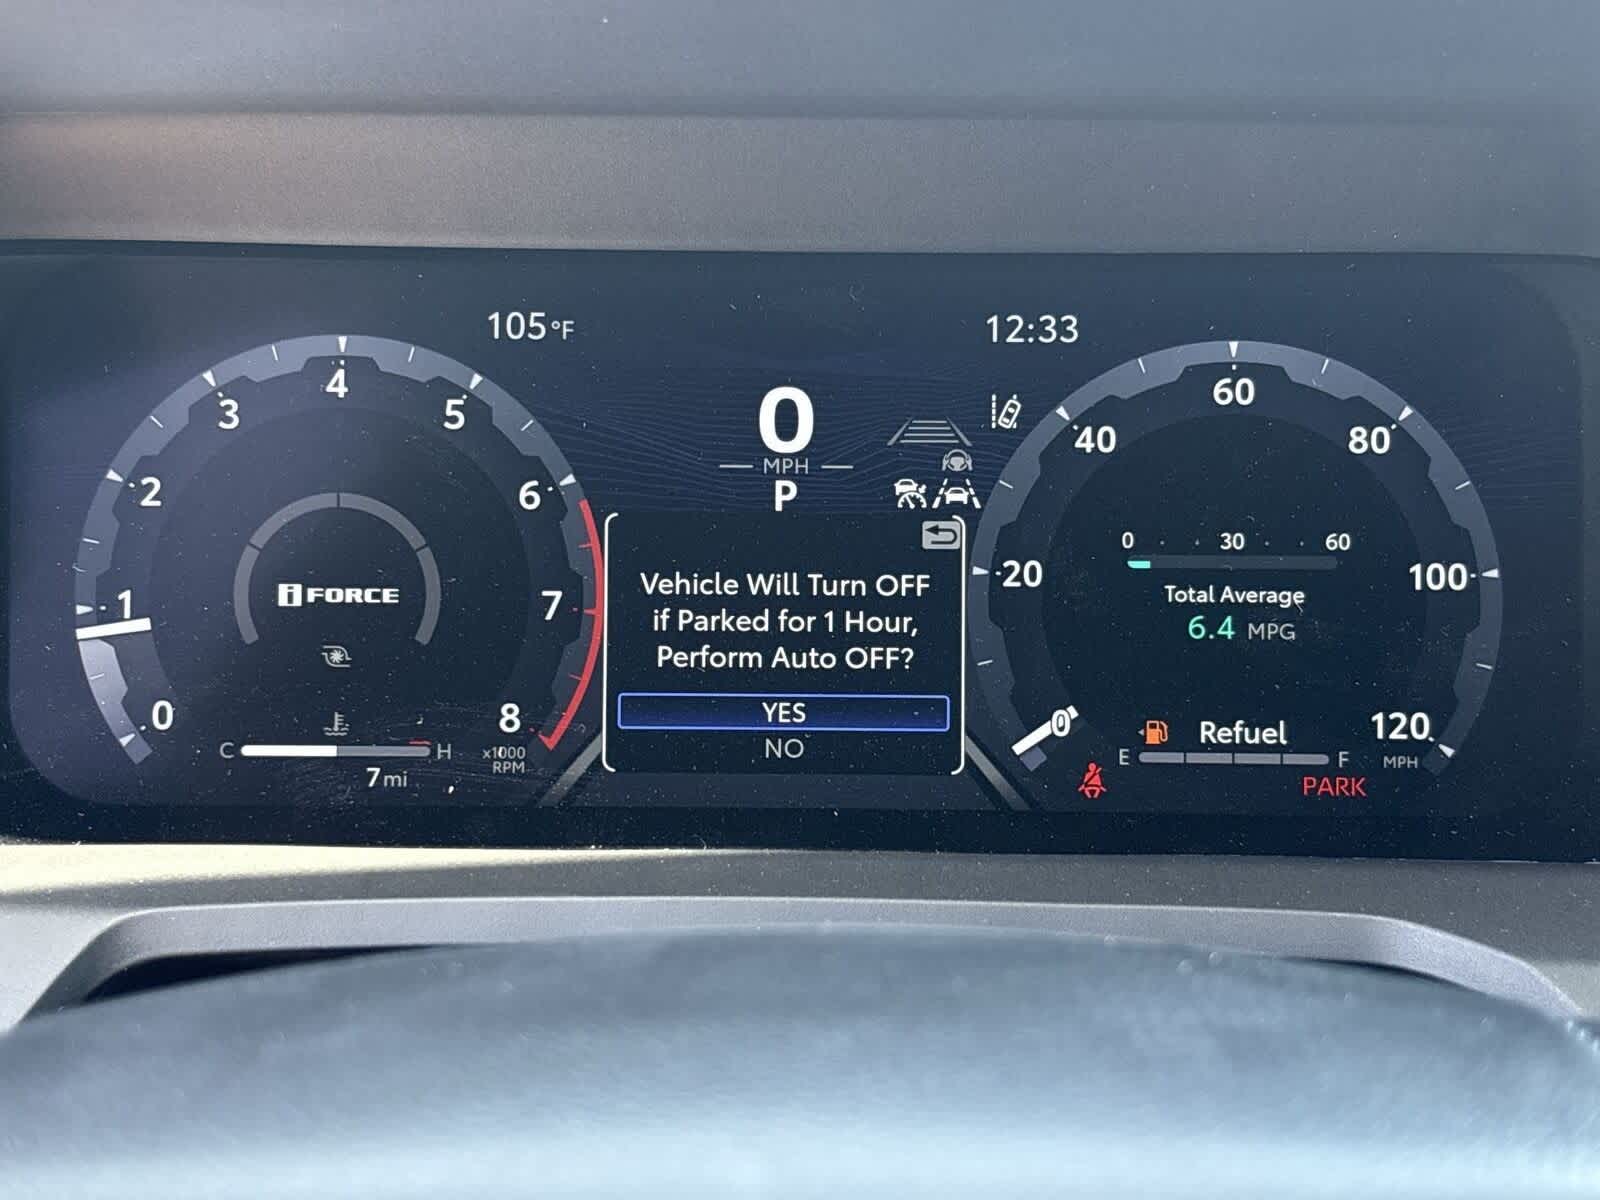 105°F
12:33
0
MPH
P
0
1
2
3
4
5
6
7
8
x1000
RPM
i FORCE
C
H
7 mi
Vehicle Will Turn OFF
if Parked for 1 Hour,
Perform Auto OFF?
YES
NO
0
20
40
60
80
100
120
MPH
0 30 60
Total Average
6.4 MPG
Refuel
E
F
PARK